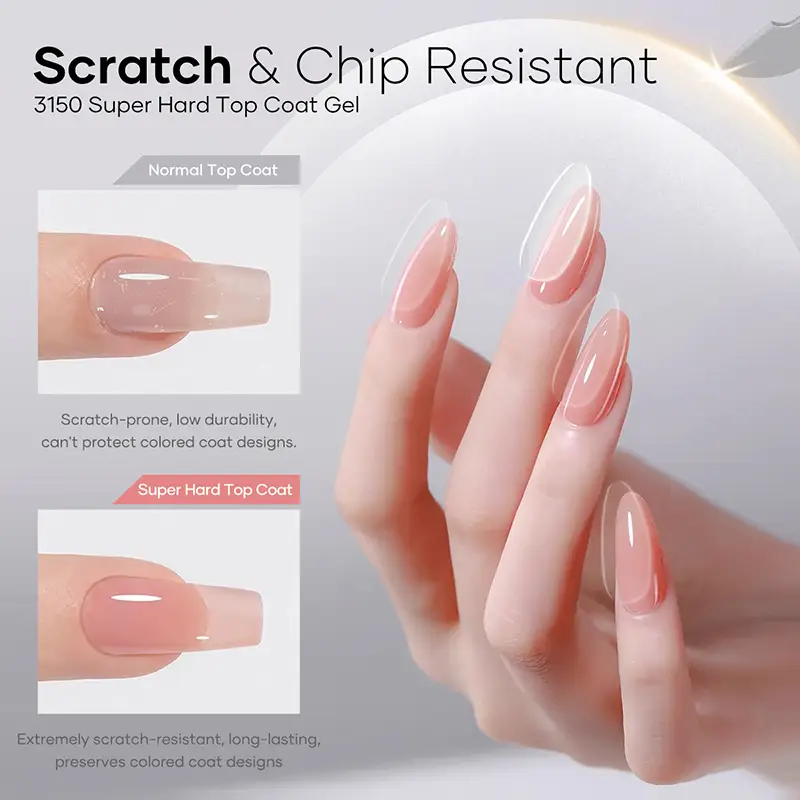 Scratch & Chip Resistant
3150 Super Hard Top Coat Gel
Normal Top Coat
Scratch-prone, low durability,
can't protect colored coat designs.
Super Hard Top Coat
Extremely scratch-resistant, long-lasting,
preserves colored coat designs